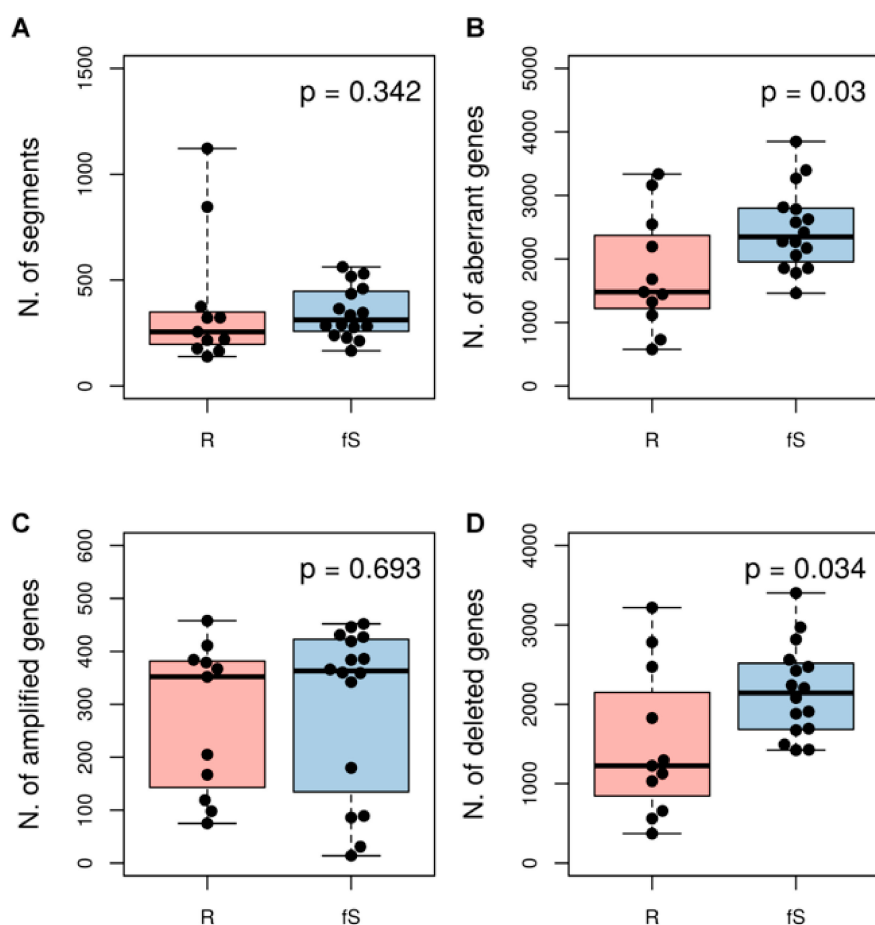 A
N. of segments
1500
1000
500
0
p = 0.342
R fS
B
N. of aberrant genes
5000
4000
3000
2000
1000
0
p = 0.03
R fS
C
N. of amplified genes
600
500
400
300
200
100
0
p = 0.693
R fS
D
N. of deleted genes
4000
3000
2000
1000
0
p = 0.034
R fS